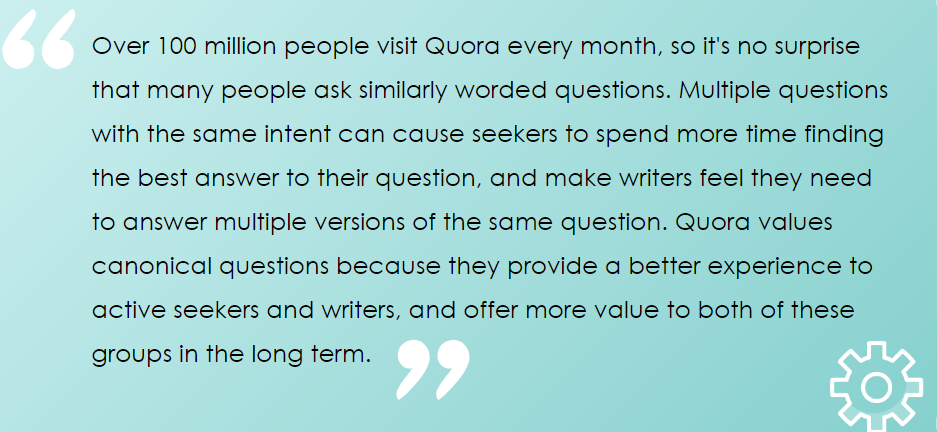 Over 100 million people visit Quora every month, so it's no surprise
that many people ask similarly worded questions. Multiple questions
with the same intent can cause seekers to spend more time finding
the best answer to their question, and make writers feel they need
to answer multiple versions of the same question. Quora values
canonical questions because they provide a better experience to
active seekers and writers, and offer more value to both of these
groups in the long term.